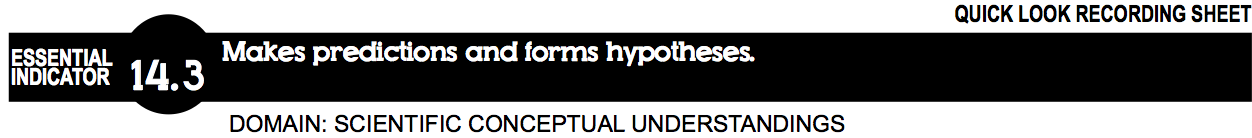 QUICK LOOK RECORDING SHEET
ESSENTIAL
INDICATOR
14.3
Makes predictions and forms hypotheses.
DOMAIN: SCIENTIFIC CONCEPTUAL UNDERSTANDINGS